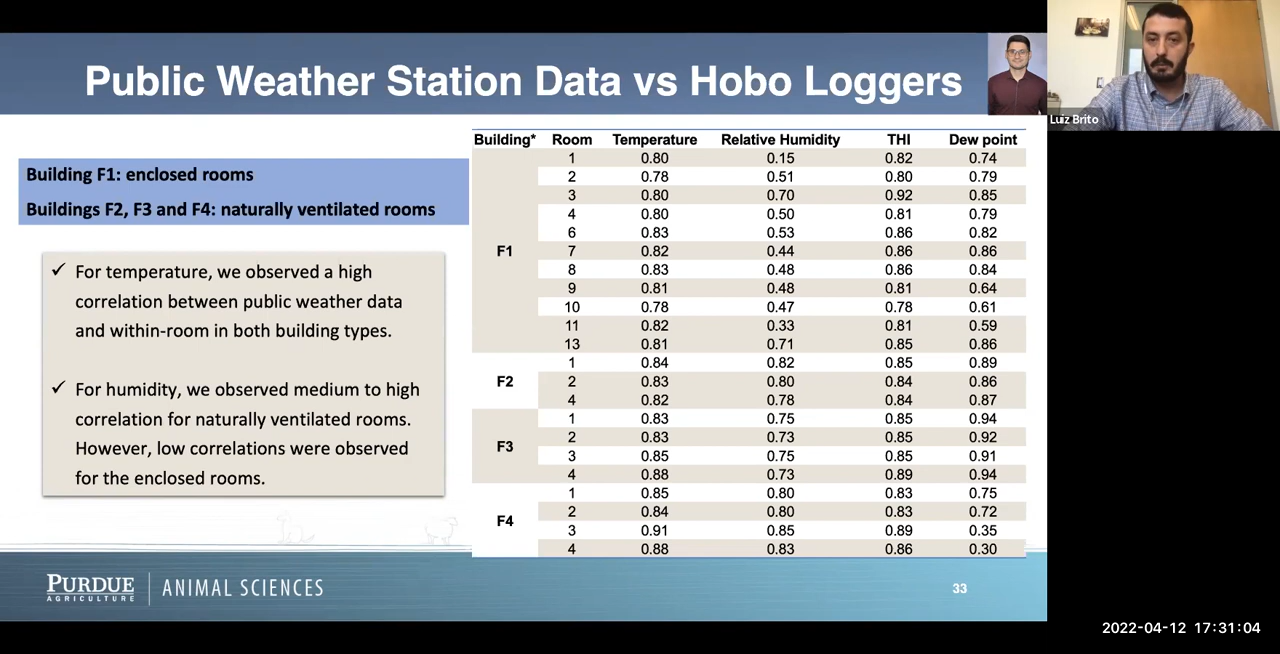 Public Weather Station Data vs Hobo Loggers
Luiz Brito
Building F1: enclosed rooms
Buildings F2, F3 and F4: naturally ventilated rooms
✓ For temperature, we observed a high
correlation between public weather data
and within-room in both building types.
✓ For humidity, we observed medium to high
correlation for naturally ventilated rooms.
However, low correlations were observed
for the enclosed rooms.
Building* Room Temperature Relative Humidity THI Dew point
1 0.80 0.15 0.82 0.74
2 0.78 0.51 0.80 0.79
3 0.80 0.70 0.92 0.85
4 0.80 0.50 0.81 0.79
6 0.83 0.53 0.86 0.82
F1 7 0.82 0.44 0.86 0.86
8 0.83 0.48 0.86 0.84
9 0.81 0.48 0.81 0.64
10 0.78 0.47 0.78 0.61
11 0.82 0.33 0.81 0.59
13 0.81 0.71 0.85 0.86
1 0.84 0.82 0.85 0.89
F2 2 0.83 0.80 0.84 0.86
4 0.82 0.78 0.84 0.87
1 0.83 0.75 0.85 0.94
F3 2 0.83 0.73 0.85 0.92
3 0.85 0.75 0.85 0.91
4 0.88 0.73 0.89 0.94
1 0.85 0.80 0.83 0.75
F4 2 0.84 0.80 0.83 0.72
3 0.91 0.85 0.89 0.35
4 0.88 0.83 0.86 0.30
PURDUE
AGRICULTURE
ANIMAL SCIENCES
33
2022-04-12 17:31:04